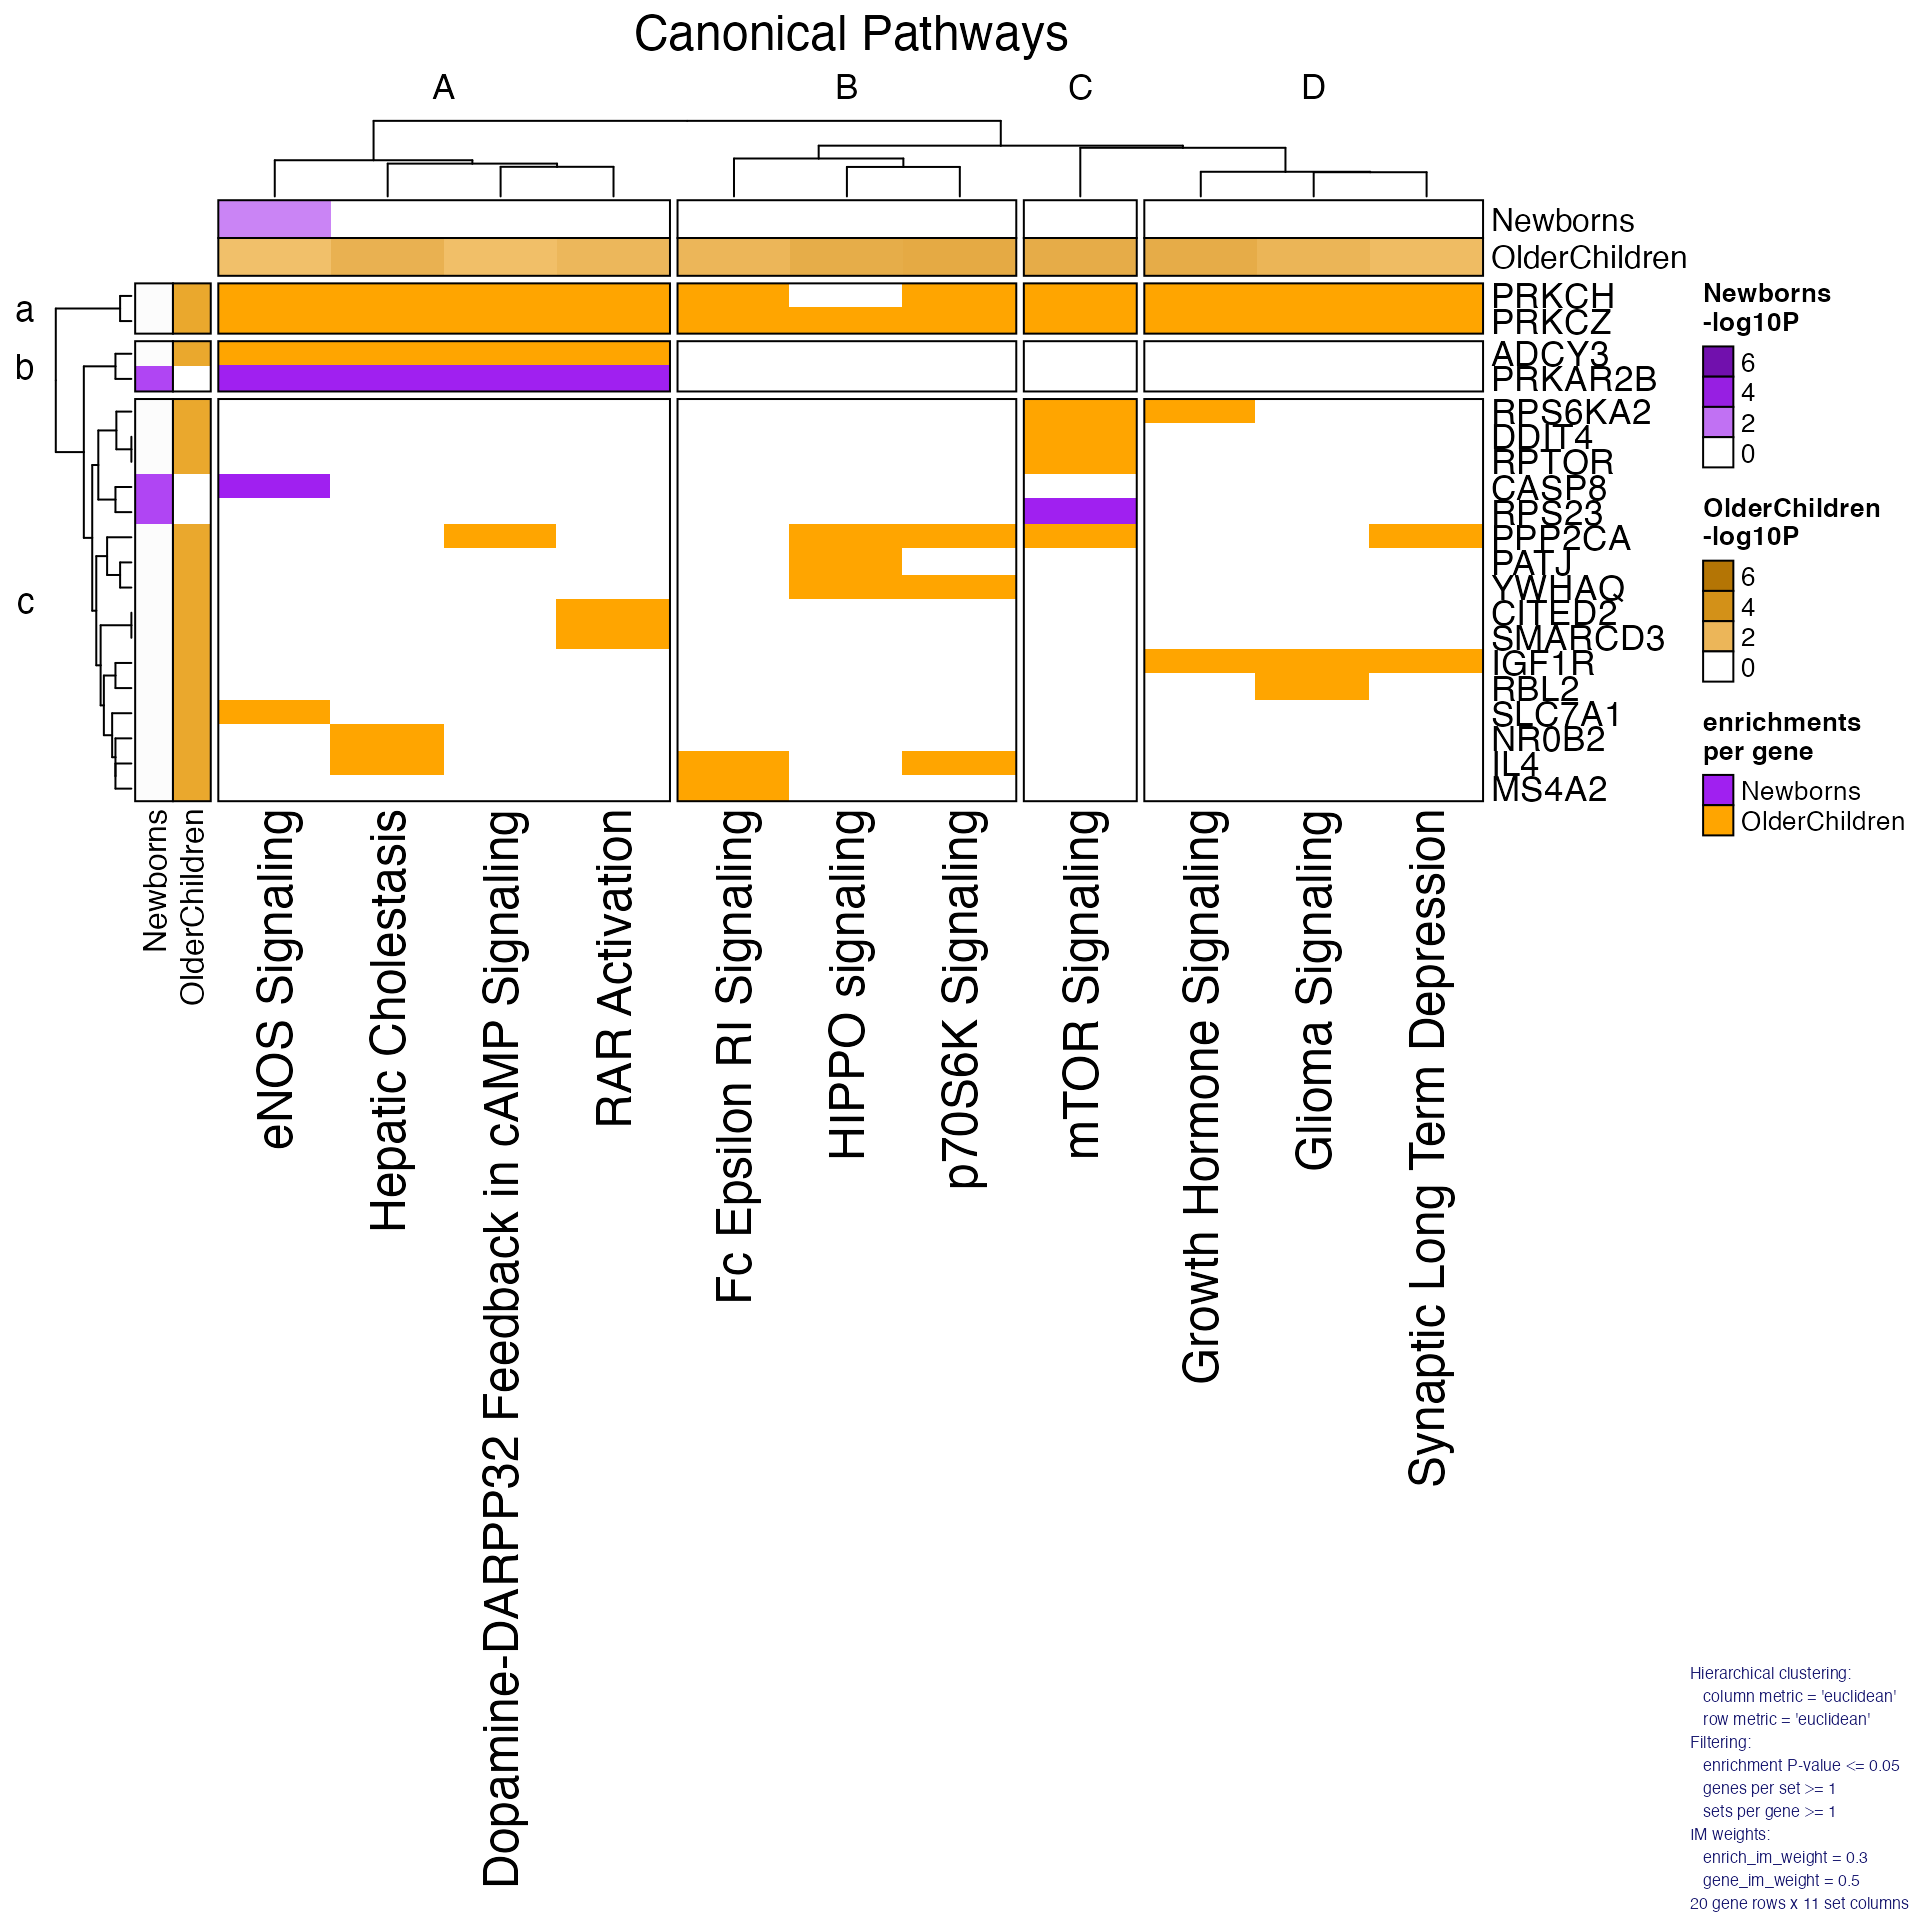 Canonical Pathways
A
B
C
D
Newborns
OlderChildren
a
b
c
PRKCH
PRKCZ
ADCY3
PRKAR2B
RPS6KA2
DDIT4
RPTOR
CASP8
RPS23
PPP2CA
PATJ
YWHAQ
CITED2
SMARCD3
IGF1R
RBL2
SLC7A1
NR0B2
IL4
MS4A2
Newborns
-log10P
6
4
2
0
OlderChildren
-log10P
6
4
2
0
enrichments
per gene
Newborns
OlderChildren
Newborns
OlderChildren
eNOS Signaling
Hepatic Cholestasis
Dopamine-DARPP32 Feedback in cAMP Signaling
RAR Activation
Fc Epsilon RI Signaling
HIPPO signaling
p70S6K Signaling
mTOR Signaling
Growth Hormone Signaling
Glioma Signaling
Synaptic Long Term Depression
Hierarchical clustering:
column metric = 'euclidean'
row metric = 'euclidean'
Filtering:
enrichment P-value <= 0.05
genes per set >= 1
sets per gene >= 1
IM weights:
enrich_im_weight = 0.3
gene_im_weight = 0.5
20 gene rows x 11 set columns